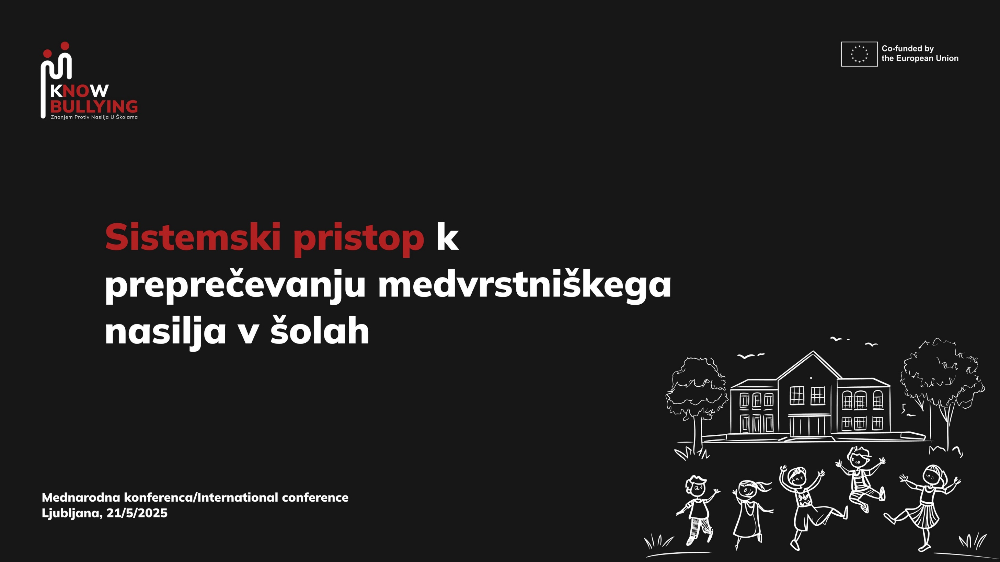 KNOW
BULLYING
Znanjem Protiv Nasilja U Školama
Co-funded by
the European Union
Sistemski pristop k
preprečevanju medvrstniškega
nasilja v šolah
Mednarodna konferenca/International conference
Ljubljana, 21/5/2025